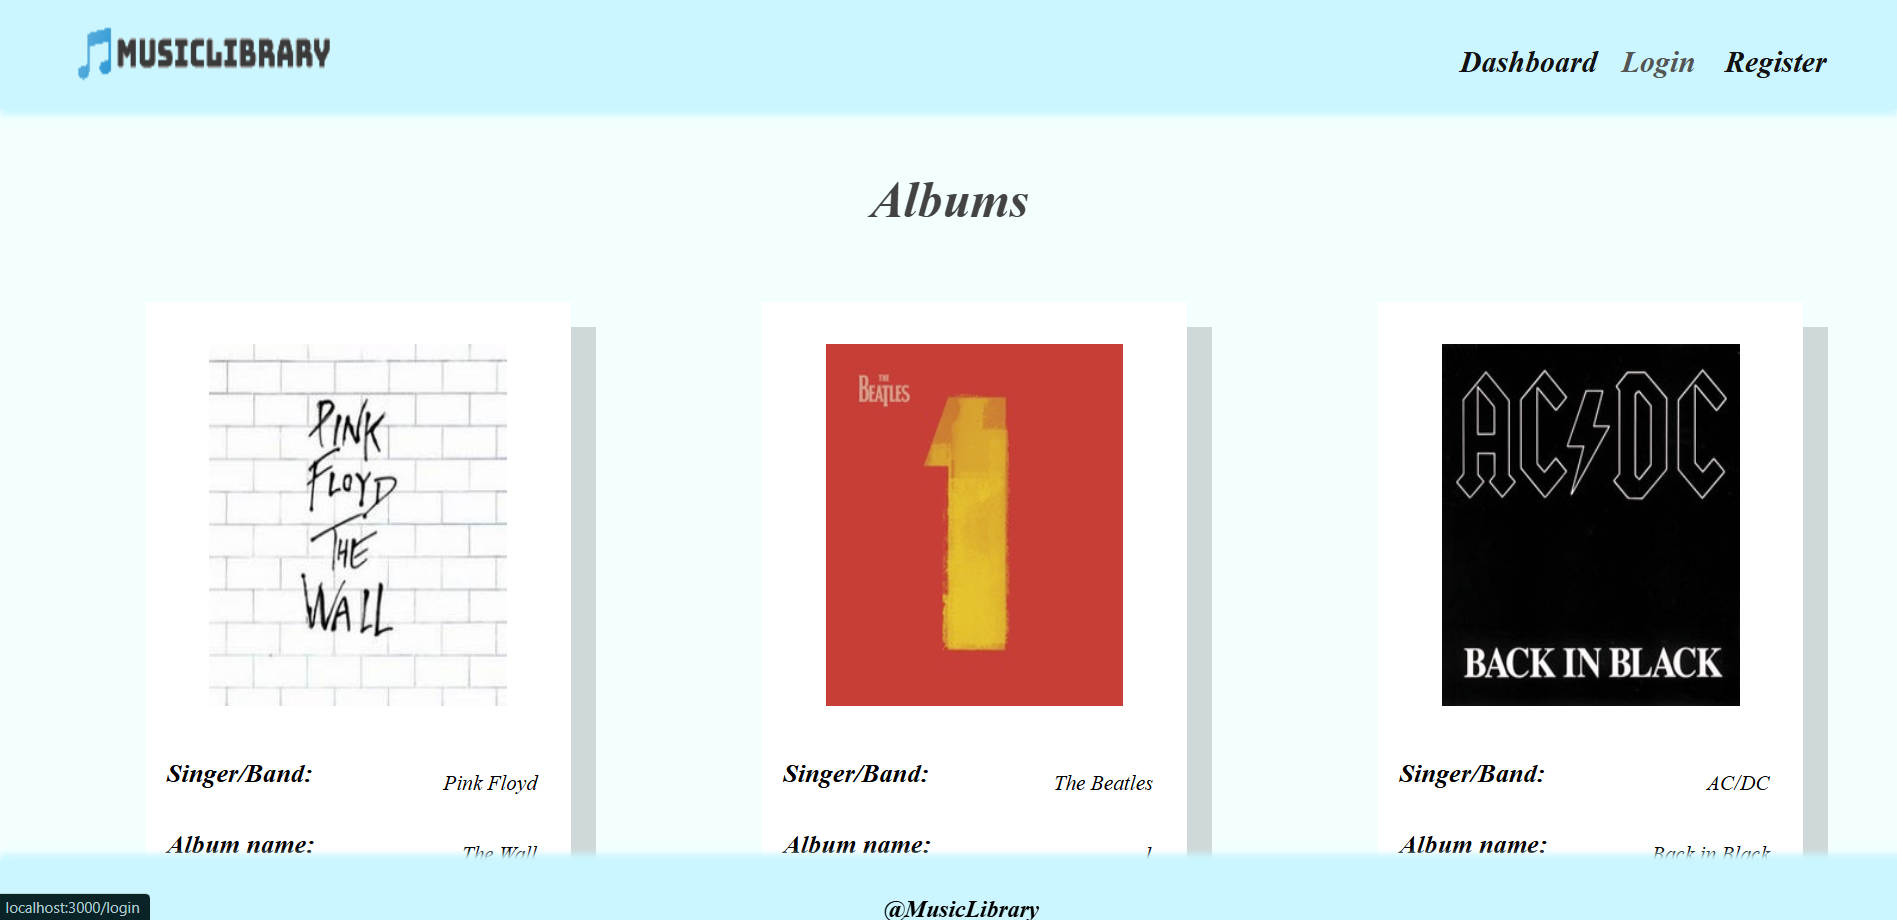 MUSICLIBRARY
Dashboard Login Register
Albums
PINK
FLOYD
THE
WALL
THE
BEATLES
1
AC/DC
BACK IN BLACK
Singer/Band: Pink Floyd
Singer/Band: The Beatles
Singer/Band: AC/DC
Album name: The Wall
Album name: 1
Album name: Back in Black
@MusicLibrary
localhost:3000/login